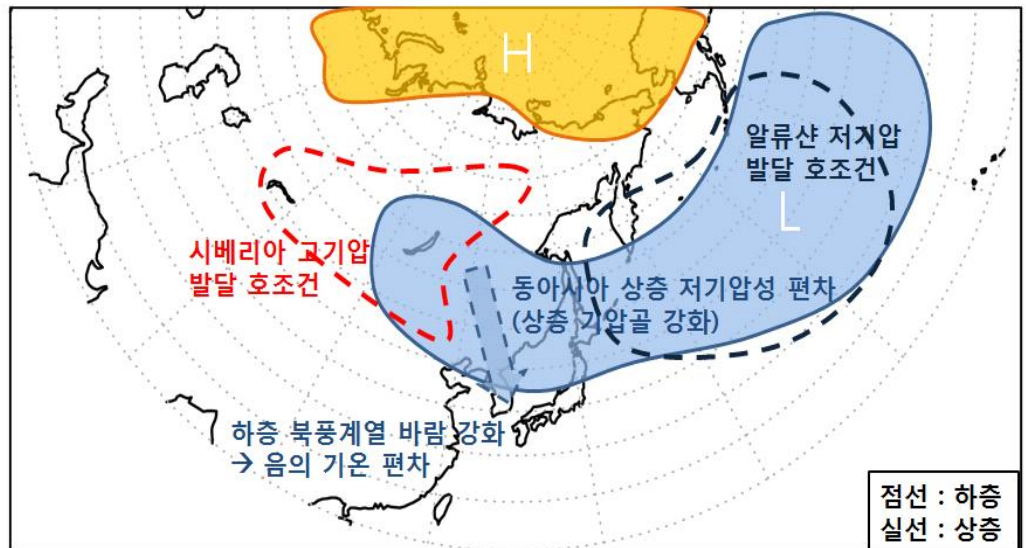 H
알류샨 저기압
발달 호조건
L
시베리아 고기압
발달 호조건
동아시아 상층 저기압성 편차
(상층 기압골 강화)
하층 북풍계열 바람 강화
→ 음의 기온 편차
점선 : 하층
실선 : 상층